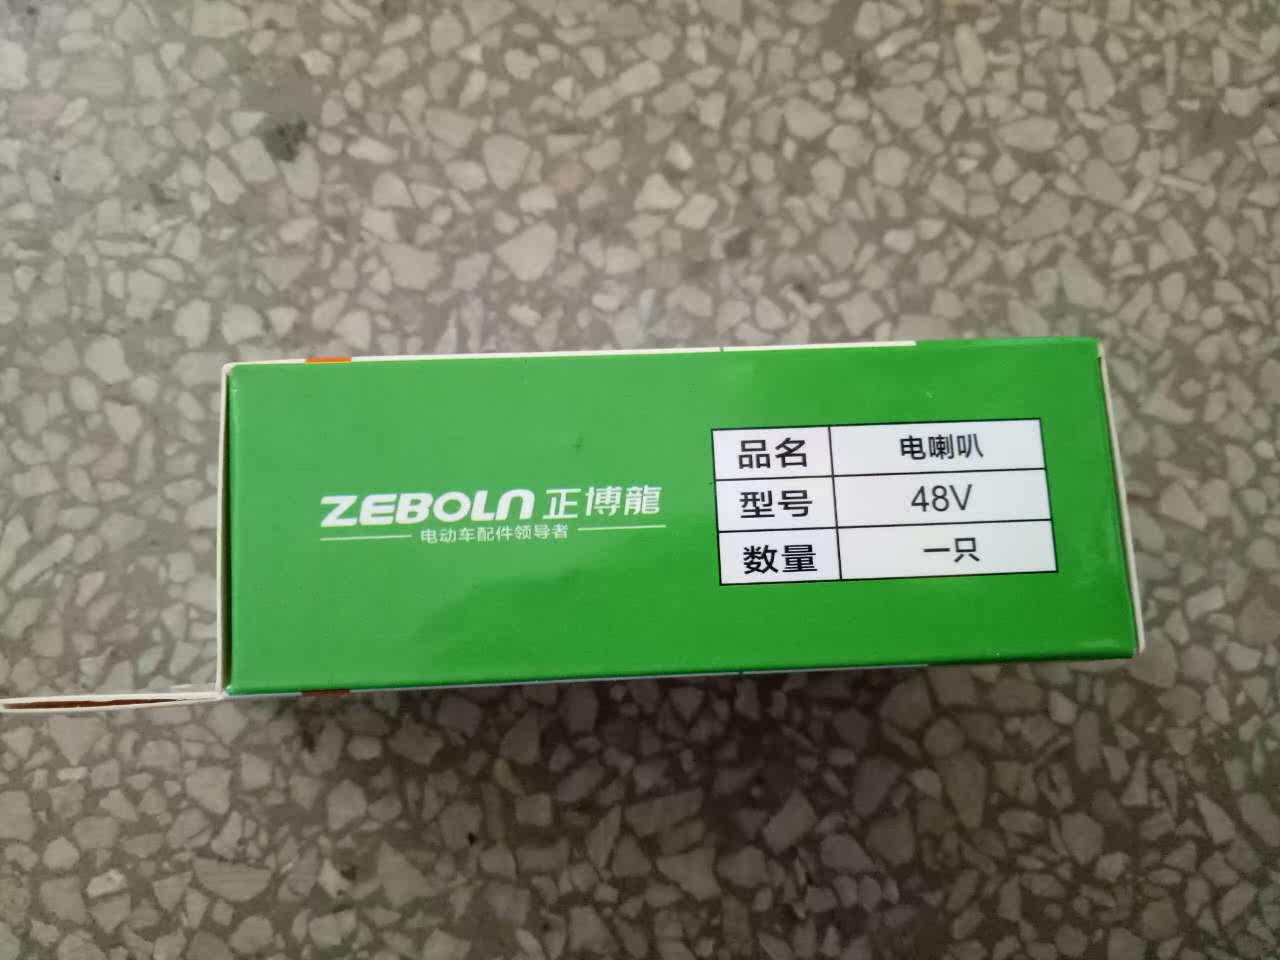 ZEBOLN 正博龍
电动车配件领导者
品名 电喇叭
型号 48V
数量 一只